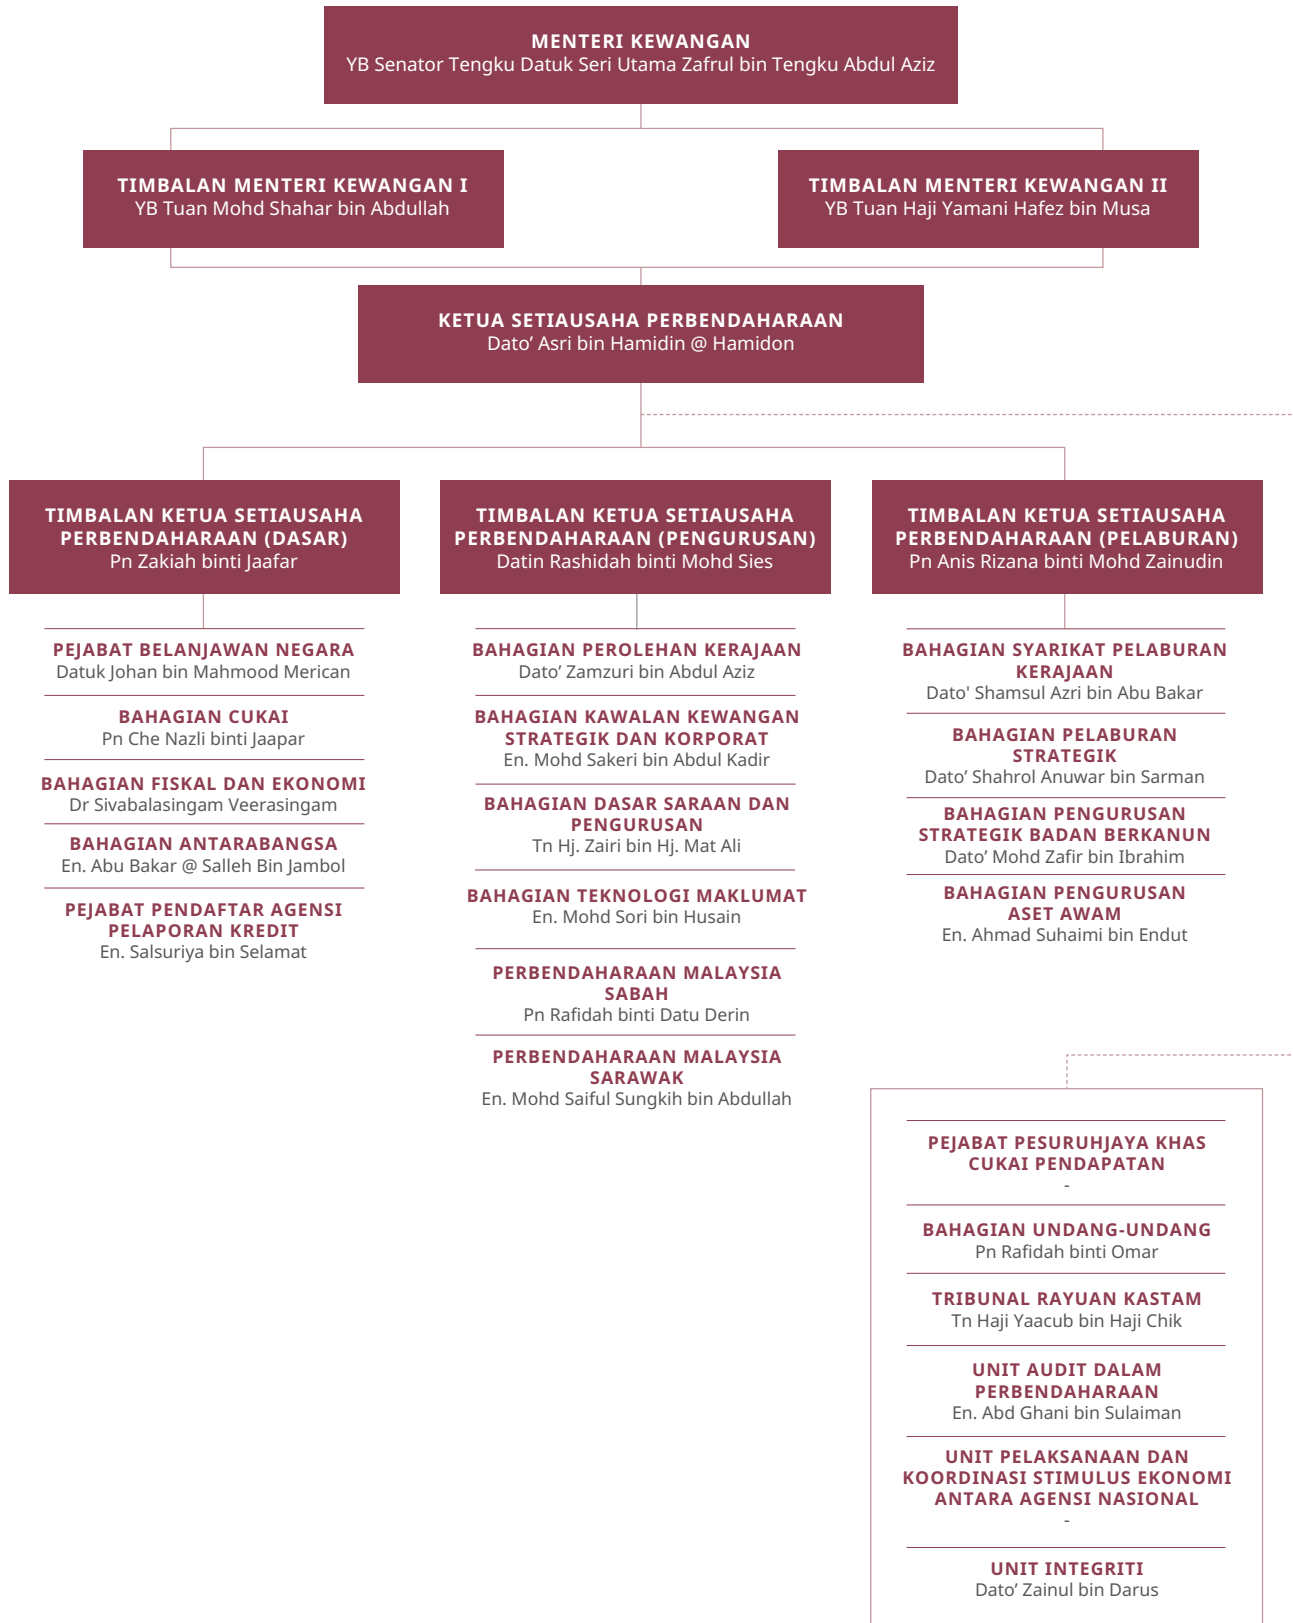 MENTERI KEWANGAN
YB Senator Tengku Datuk Seri Utama Zafrul bin Tengku Abdul Aziz
TIMBALAN MENTERI KEWANGAN I
YB Tuan Mohd Shahar bin Abdullah
TIMBALAN MENTERI KEWANGAN II
YB Tuan Haji Yamani Hafez bin Musa
KETUA SETIAUSAHA PERBENDAHARAAN
Dato’ Asri bin Hamidin @ Hamidon
TIMBALAN KETUA SETIAUSAHA
PERBENDAHARAAN (DASAR)
Pn Zakiah binti Jaafar
PEJABAT BELANJAWAN NEGARA
Datuk Johan bin Mahmood Merican
BAHAGIAN CUKAI
Pn Che Nazli binti Jaapar
BAHAGIAN FISKAL DAN EKONOMI
Dr Sivabalasingam Veerasingam
BAHAGIAN ANTARABANGSA
En. Abu Bakar @ Salleh Bin Jambol
PEJABAT PENDAFTAR AGENSI
PELAPORAN KREDIT
En. Salsuriya bin Selamat
TIMBALAN KETUA SETIAUSAHA
PERBENDAHARAAN (PENGURUSAN)
Datin Rashidah binti Mohd Sies
BAHAGIAN PEROLEHAN KERAJAAN
Dato’ Zamzuri bin Abdul Aziz
BAHAGIAN KAWALAN KEWANGAN
STRATEGIK DAN KORPORAT
En. Mohd Sakeri bin Abdul Kadir
BAHAGIAN DASAR SARAAN DAN
PENGURUSAN
Tn Hj. Zairi bin Hj. Mat Ali
BAHAGIAN TEKNOLOGI MAKLUMAT
En. Mohd Sori bin Husain
PERBENDAHARAAN MALAYSIA
SABAH
Pn Rafidah binti Datu Derin
PERBENDAHARAAN MALAYSIA
SARAWAK
En. Mohd Saiful Sungkih bin Abdullah
TIMBALAN KETUA SETIAUSAHA
PERBENDAHARAAN (PELABURAN)
Pn Anis Rizana binti Mohd Zainudin
BAHAGIAN SYARIKAT PELABURAN
KERAJAAN
Dato' Shamsul Azri bin Abu Bakar
BAHAGIAN PELABURAN
STRATEGIK
Dato’ Shahrol Anuwar bin Sarman
BAHAGIAN PENGURUSAN
STRATEGIK BADAN BERKANUN
Dato’ Mohd Zafir bin Ibrahim
BAHAGIAN PENGURUSAN
ASET AWAM
En. Ahmad Suhaimi bin Endut
PEJABAT PESURUHJAYA KHAS
CUKAI PENDAPATAN
-
BAHAGIAN UNDANG-UNDANG
Pn Rafidah binti Omar
TRIBUNAL RAYUAN KASTAM
Tn Haji Yaacub bin Haji Chik
UNIT AUDIT DALAM
PERBENDAHARAAN
En. Abd Ghani bin Sulaiman
UNIT PELAKSANAAN DAN
KOORDINASI STIMULUS EKONOMI
ANTARA AGENSI NASIONAL
-
UNIT INTEGRITI
Dato’ Zainul bin Darus